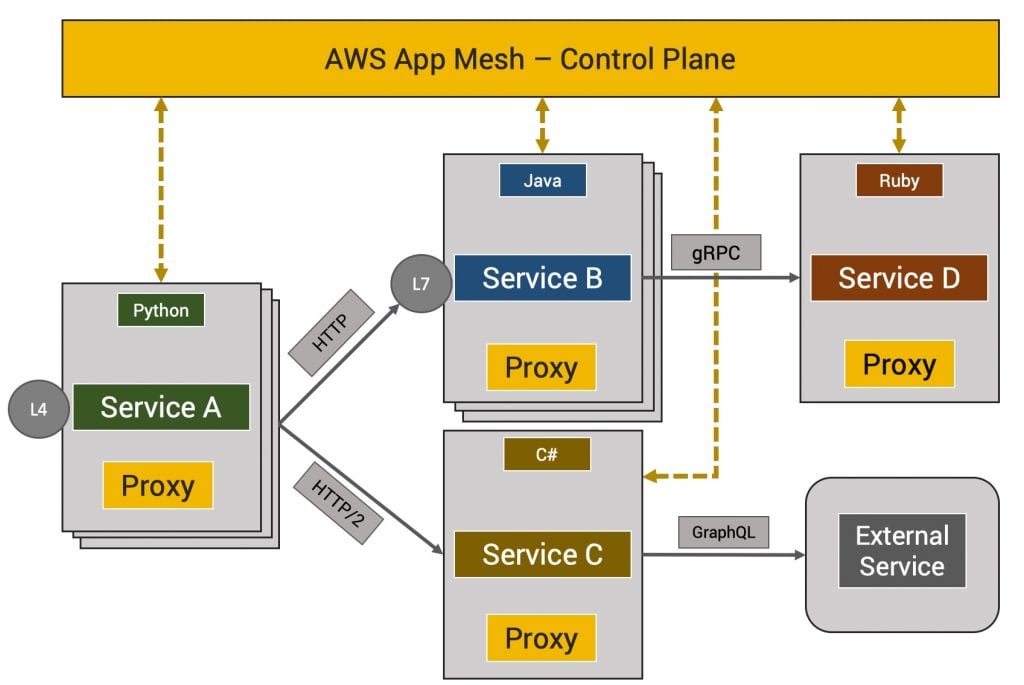 AWS App Mesh – Control Plane
Java
Service B
Proxy
L7
gRPC
Ruby
Service D
Proxy
Python
L4
Service A
Proxy
HTTP
HTTP/2
C#
Service C
Proxy
GraphQL
External
Service